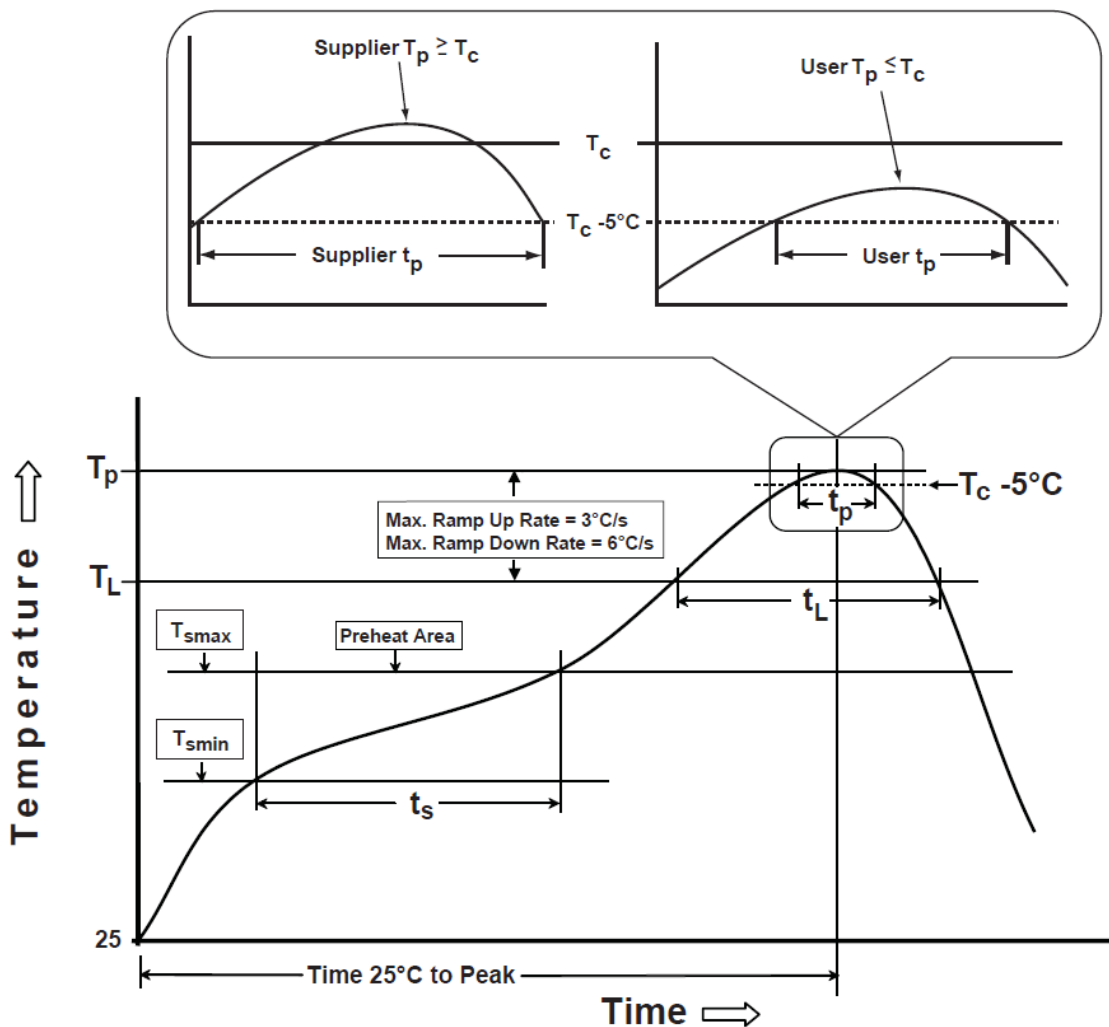 Supplier Tp ≥ Tc
User Tp ≤ Tc
Tc
Tc -5°C
Supplier tp
User tp
Tp
Tc -5°C
tp
Max. Ramp Up Rate = 3°C/s
Max. Ramp Down Rate = 6°C/s
TL
tL
Tsmax
Preheat Area
Tsmin
ts
Temperature
25
Time 25°C to Peak
Time